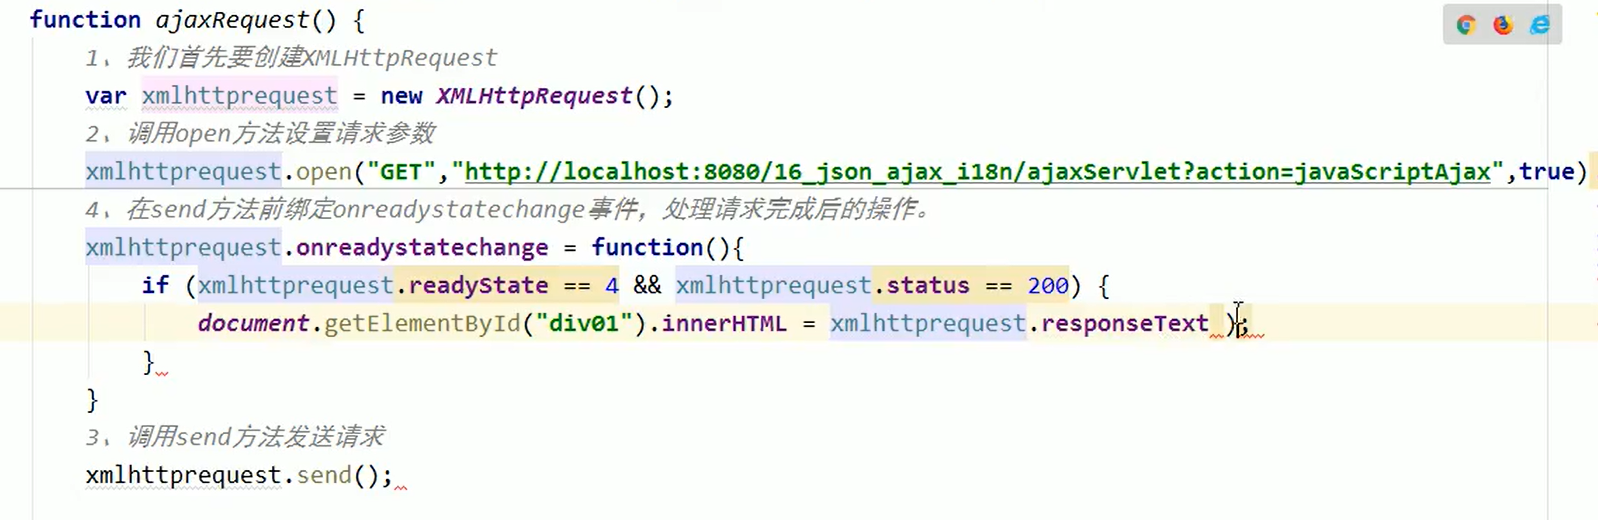 function ajaxRequest() {
1、我们首先要创建XMLHttpRequest
var xmlhttprequest = new XMLHttpRequest();
2、调用open方法设置请求参数
xmlhttprequest.open("GET","http://localhost:8080/16_json_ajax_i18n/ajaxServlet?action=javaScriptAjax",true)
4、在send方法前绑定onreadystatechange事件，处理请求完成后的操作。
xmlhttprequest.onreadystatechange = function(){
if (xmlhttprequest.readyState == 4 && xmlhttprequest.status == 200) {
document.getElementById("div01").innerHTML = xmlhttprequest.responseText );
}
}
3、调用send方法发送请求
xmlhttprequest.send();